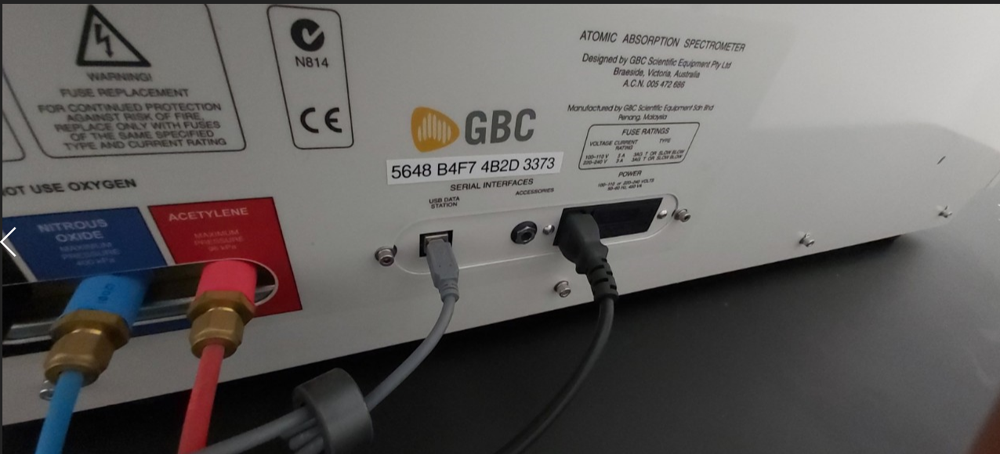 WARNING!
FUSE REPLACEMENT
FOR CONTINUED PROTECTION
AGAINST RISK OF FIRE,
REPLACE ONLY WITH FUSES
OF THE SAME SPECIFIED
TYPE AND CURRENT RATING
N814
CE
ATOMIC ABSORPTION SPECTROMETER
Designed by GBC Scientific Equipment Pty Ltd
Braeside, Victoria, Australia
A.C.N. 005 472 686
Manufactured by GBC Scientific Equipment Sdn Bhd
Penang, Malaysia
GBC
5648 B4F7 4B2D 3373
FUSE RATINGS
VOLTAGE CURRENT TYPE
RATING
100-110 V 5 A 3AG T OR SLOW BLOW
220-240 V 3 A 3AG T OR SLOW BLOW
SERIAL INTERFACES
USB DATA
STATION
ACCESSORIES
POWER
100-110 or 220-240 VOLTS
50-60 Hz, 450 VA
NOT USE OXYGEN
NITROUS
OXIDE
MAXIMUM
PRESSURE
400 kPa
ACETYLENE
MAXIMUM
PRESSURE
96 kPa